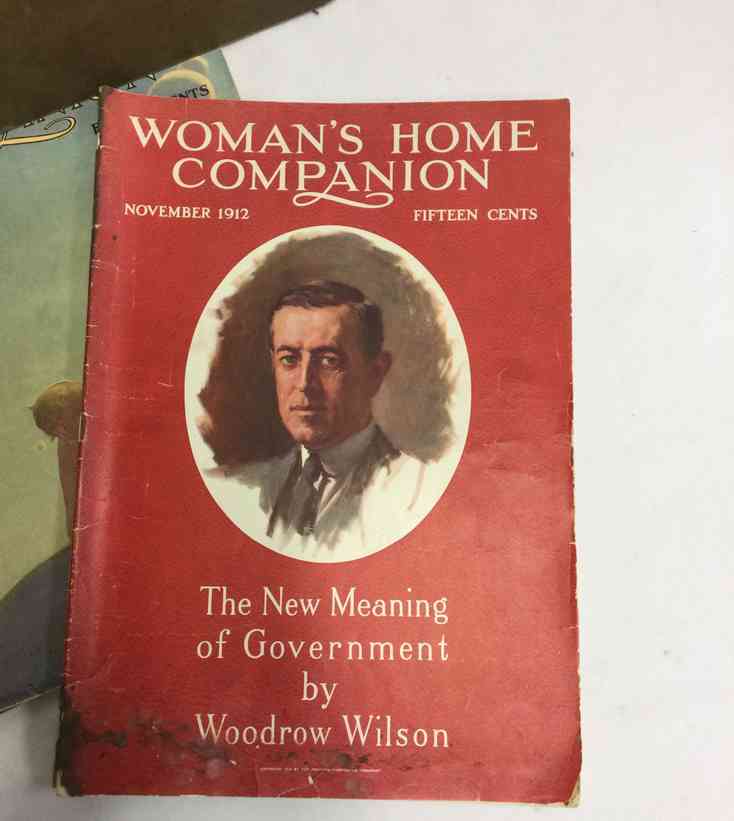 WOMAN'S HOME
COMPANION
NOVEMBER 1912
FIFTEEN CENTS
The New Meaning
of Government
by
Woodrow Wilson